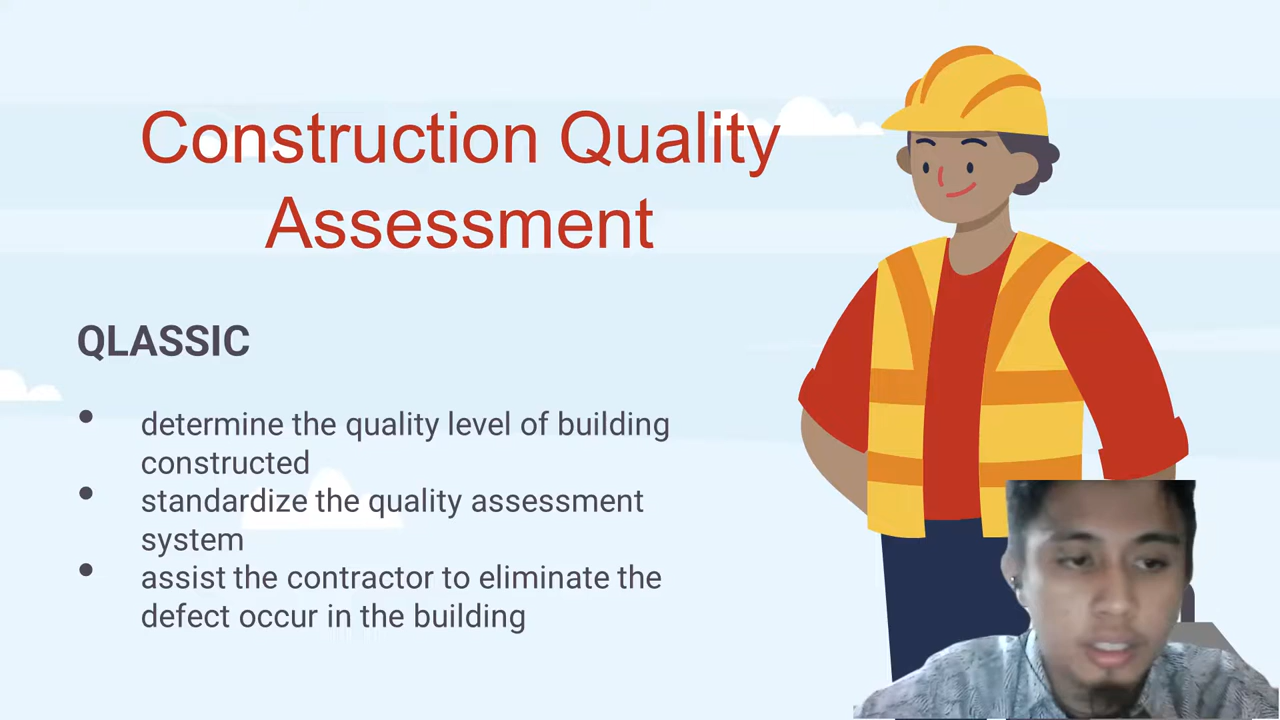 Construction Quality
Assessment
QLASSIC
• determine the quality level of building
constructed
• standardize the quality assessment
system
• assist the contractor to eliminate the
defect occur in the building